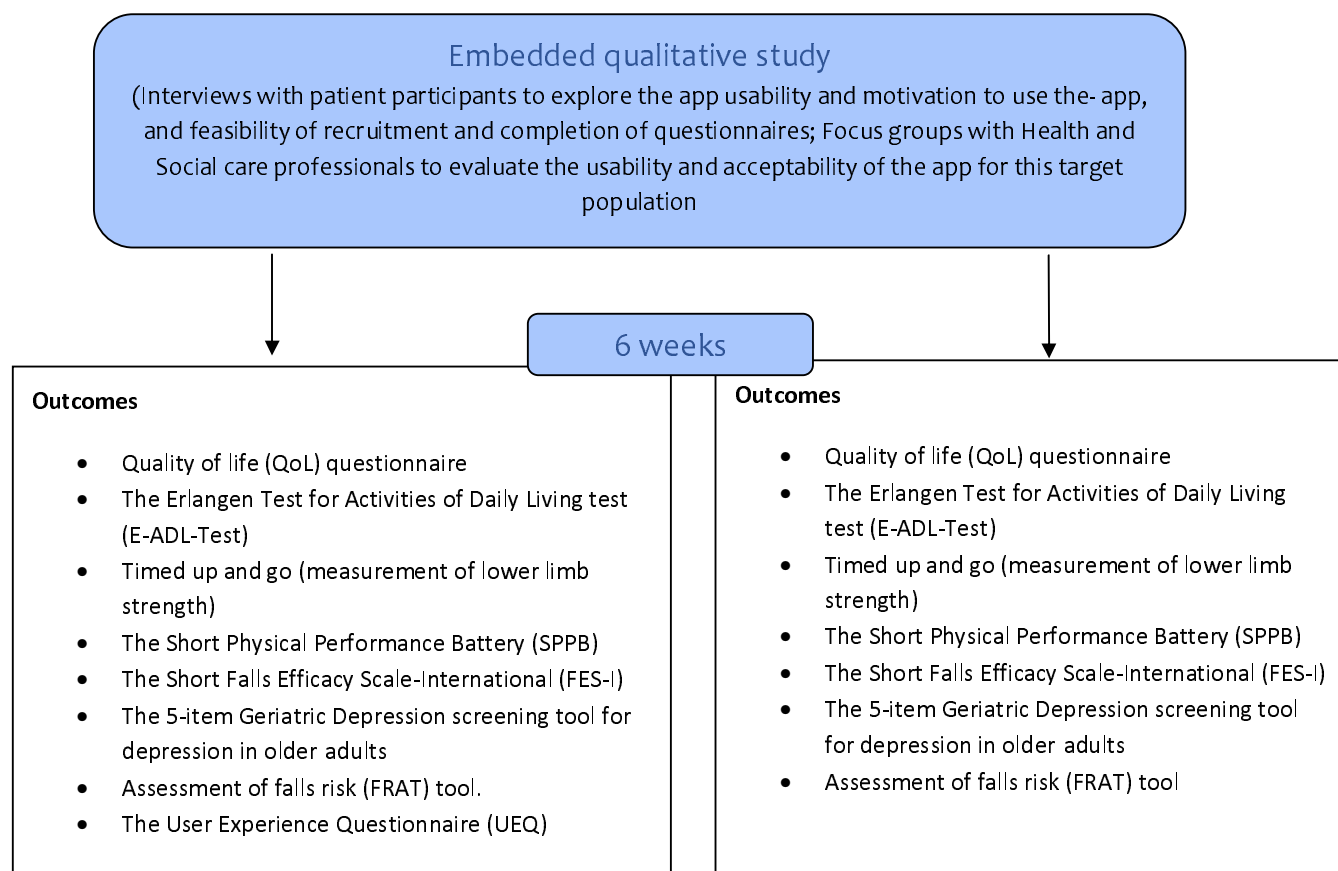 Embedded qualitative study
(Interviews with patient participants to explore the app usability and motivation to use the- app,
and feasibility of recruitment and completion of questionnaires; Focus groups with Health and
Social care professionals to evaluate the usability and acceptability of the app for this target
population
6 weeks
Outcomes
• Quality of life (QoL) questionnaire
• The Erlangen Test for Activities of Daily Living test
(E-ADL-Test)
• Timed up and go (measurement of lower limb
strength)
• The Short Physical Performance Battery (SPPB)
• The Short Falls Efficacy Scale-International (FES-I)
• The 5-item Geriatric Depression screening tool for
depression in older adults
• Assessment of falls risk (FRAT) tool.
• The User Experience Questionnaire (UEQ)
Outcomes
• Quality of life (QoL) questionnaire
• The Erlangen Test for Activities of Daily Living
test (E-ADL-Test)
• Timed up and go (measurement of lower limb
strength)
• The Short Physical Performance Battery (SPPB)
• The Short Falls Efficacy Scale-International (FES-I)
• The 5-item Geriatric Depression screening tool
for depression in older adults
• Assessment of falls risk (FRAT) tool